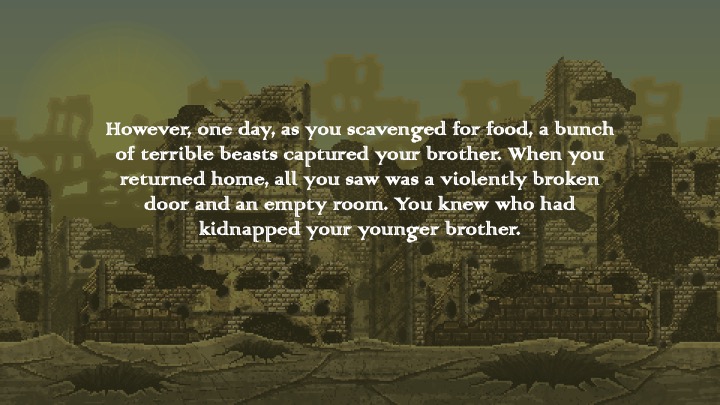 However, one day, as you scavenged for food, a bunch
of terrible beasts captured your brother. When you
returned home, all you saw was a violently broken
door and an empty room. You knew who had
kidnapped your younger brother.